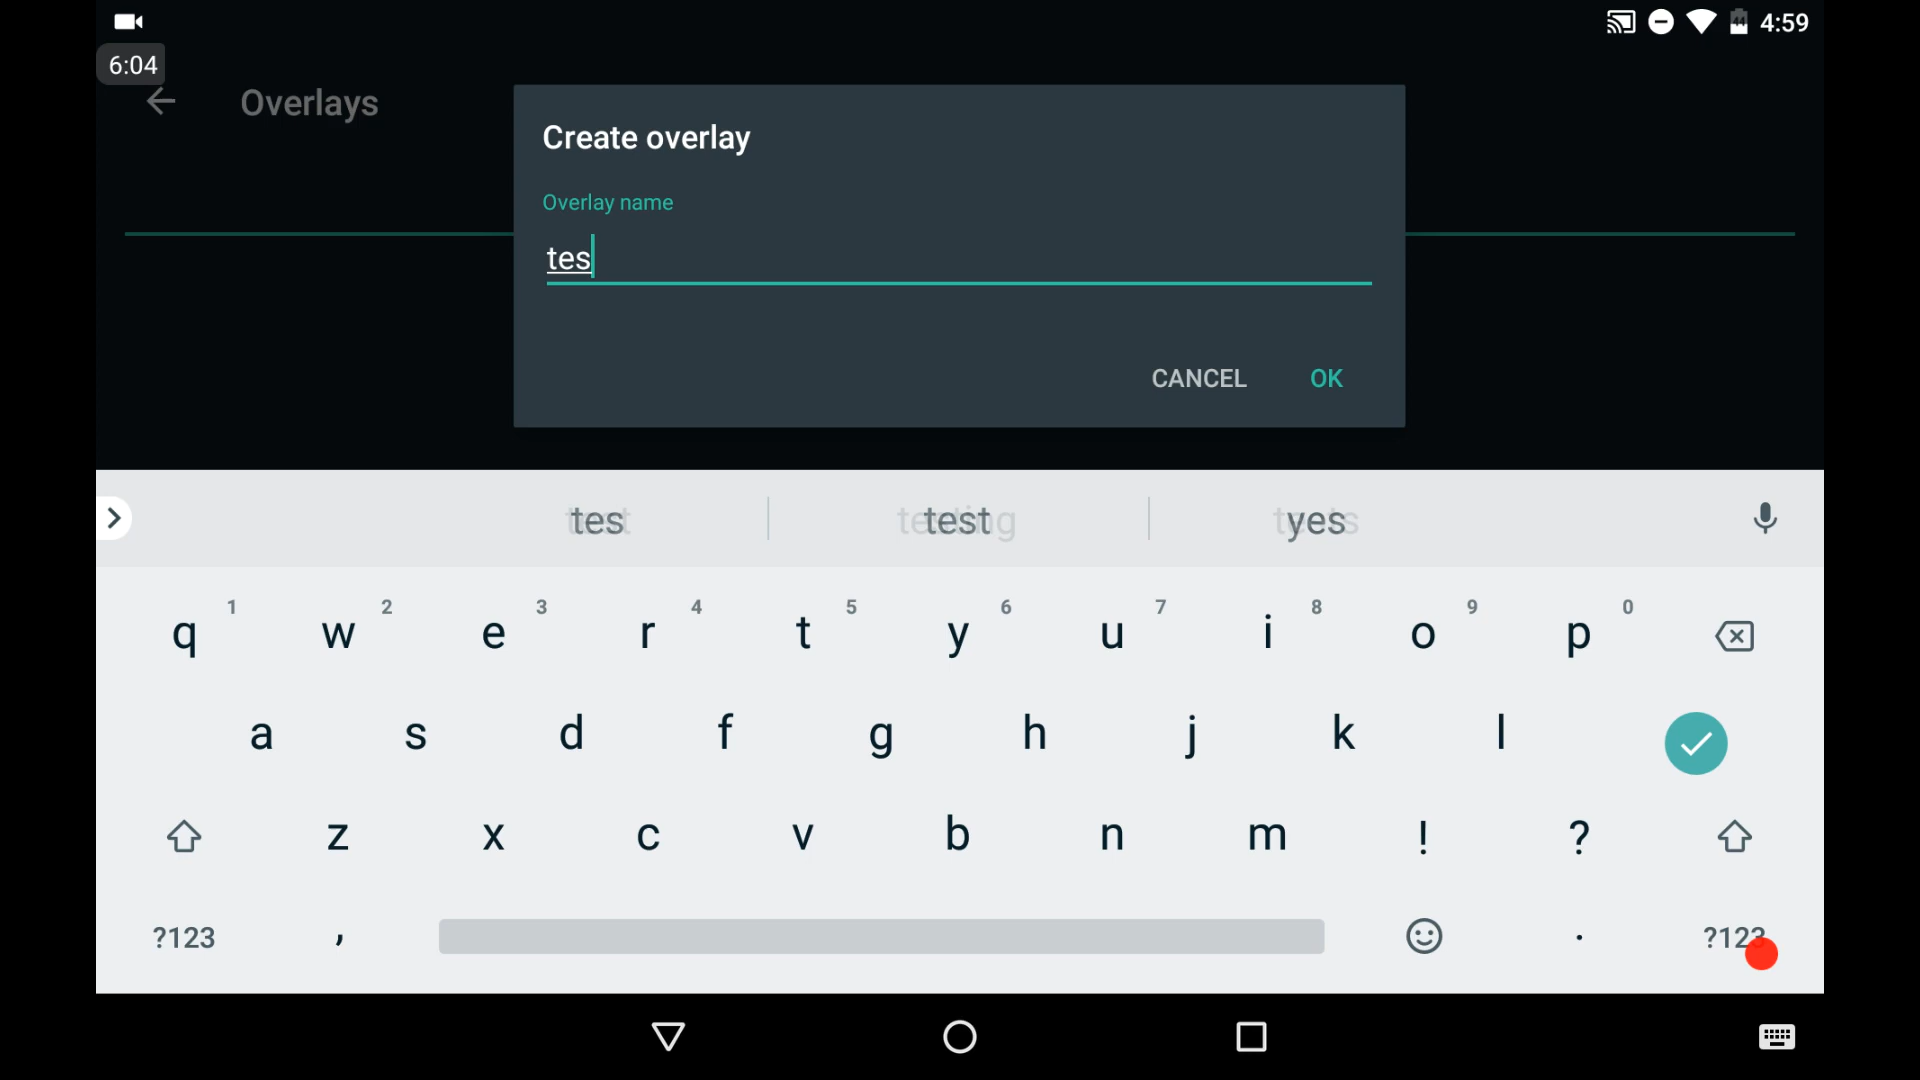 4:59
6:04
Overlays
Create overlay
Overlay name
tes
CANCEL OK
tes test yes
1 2 3 4 5 6 7 8 9 0
q w e r t y u i o p
a s d f g h j k l
z x c v b n m ! ?
?123 , . ?123